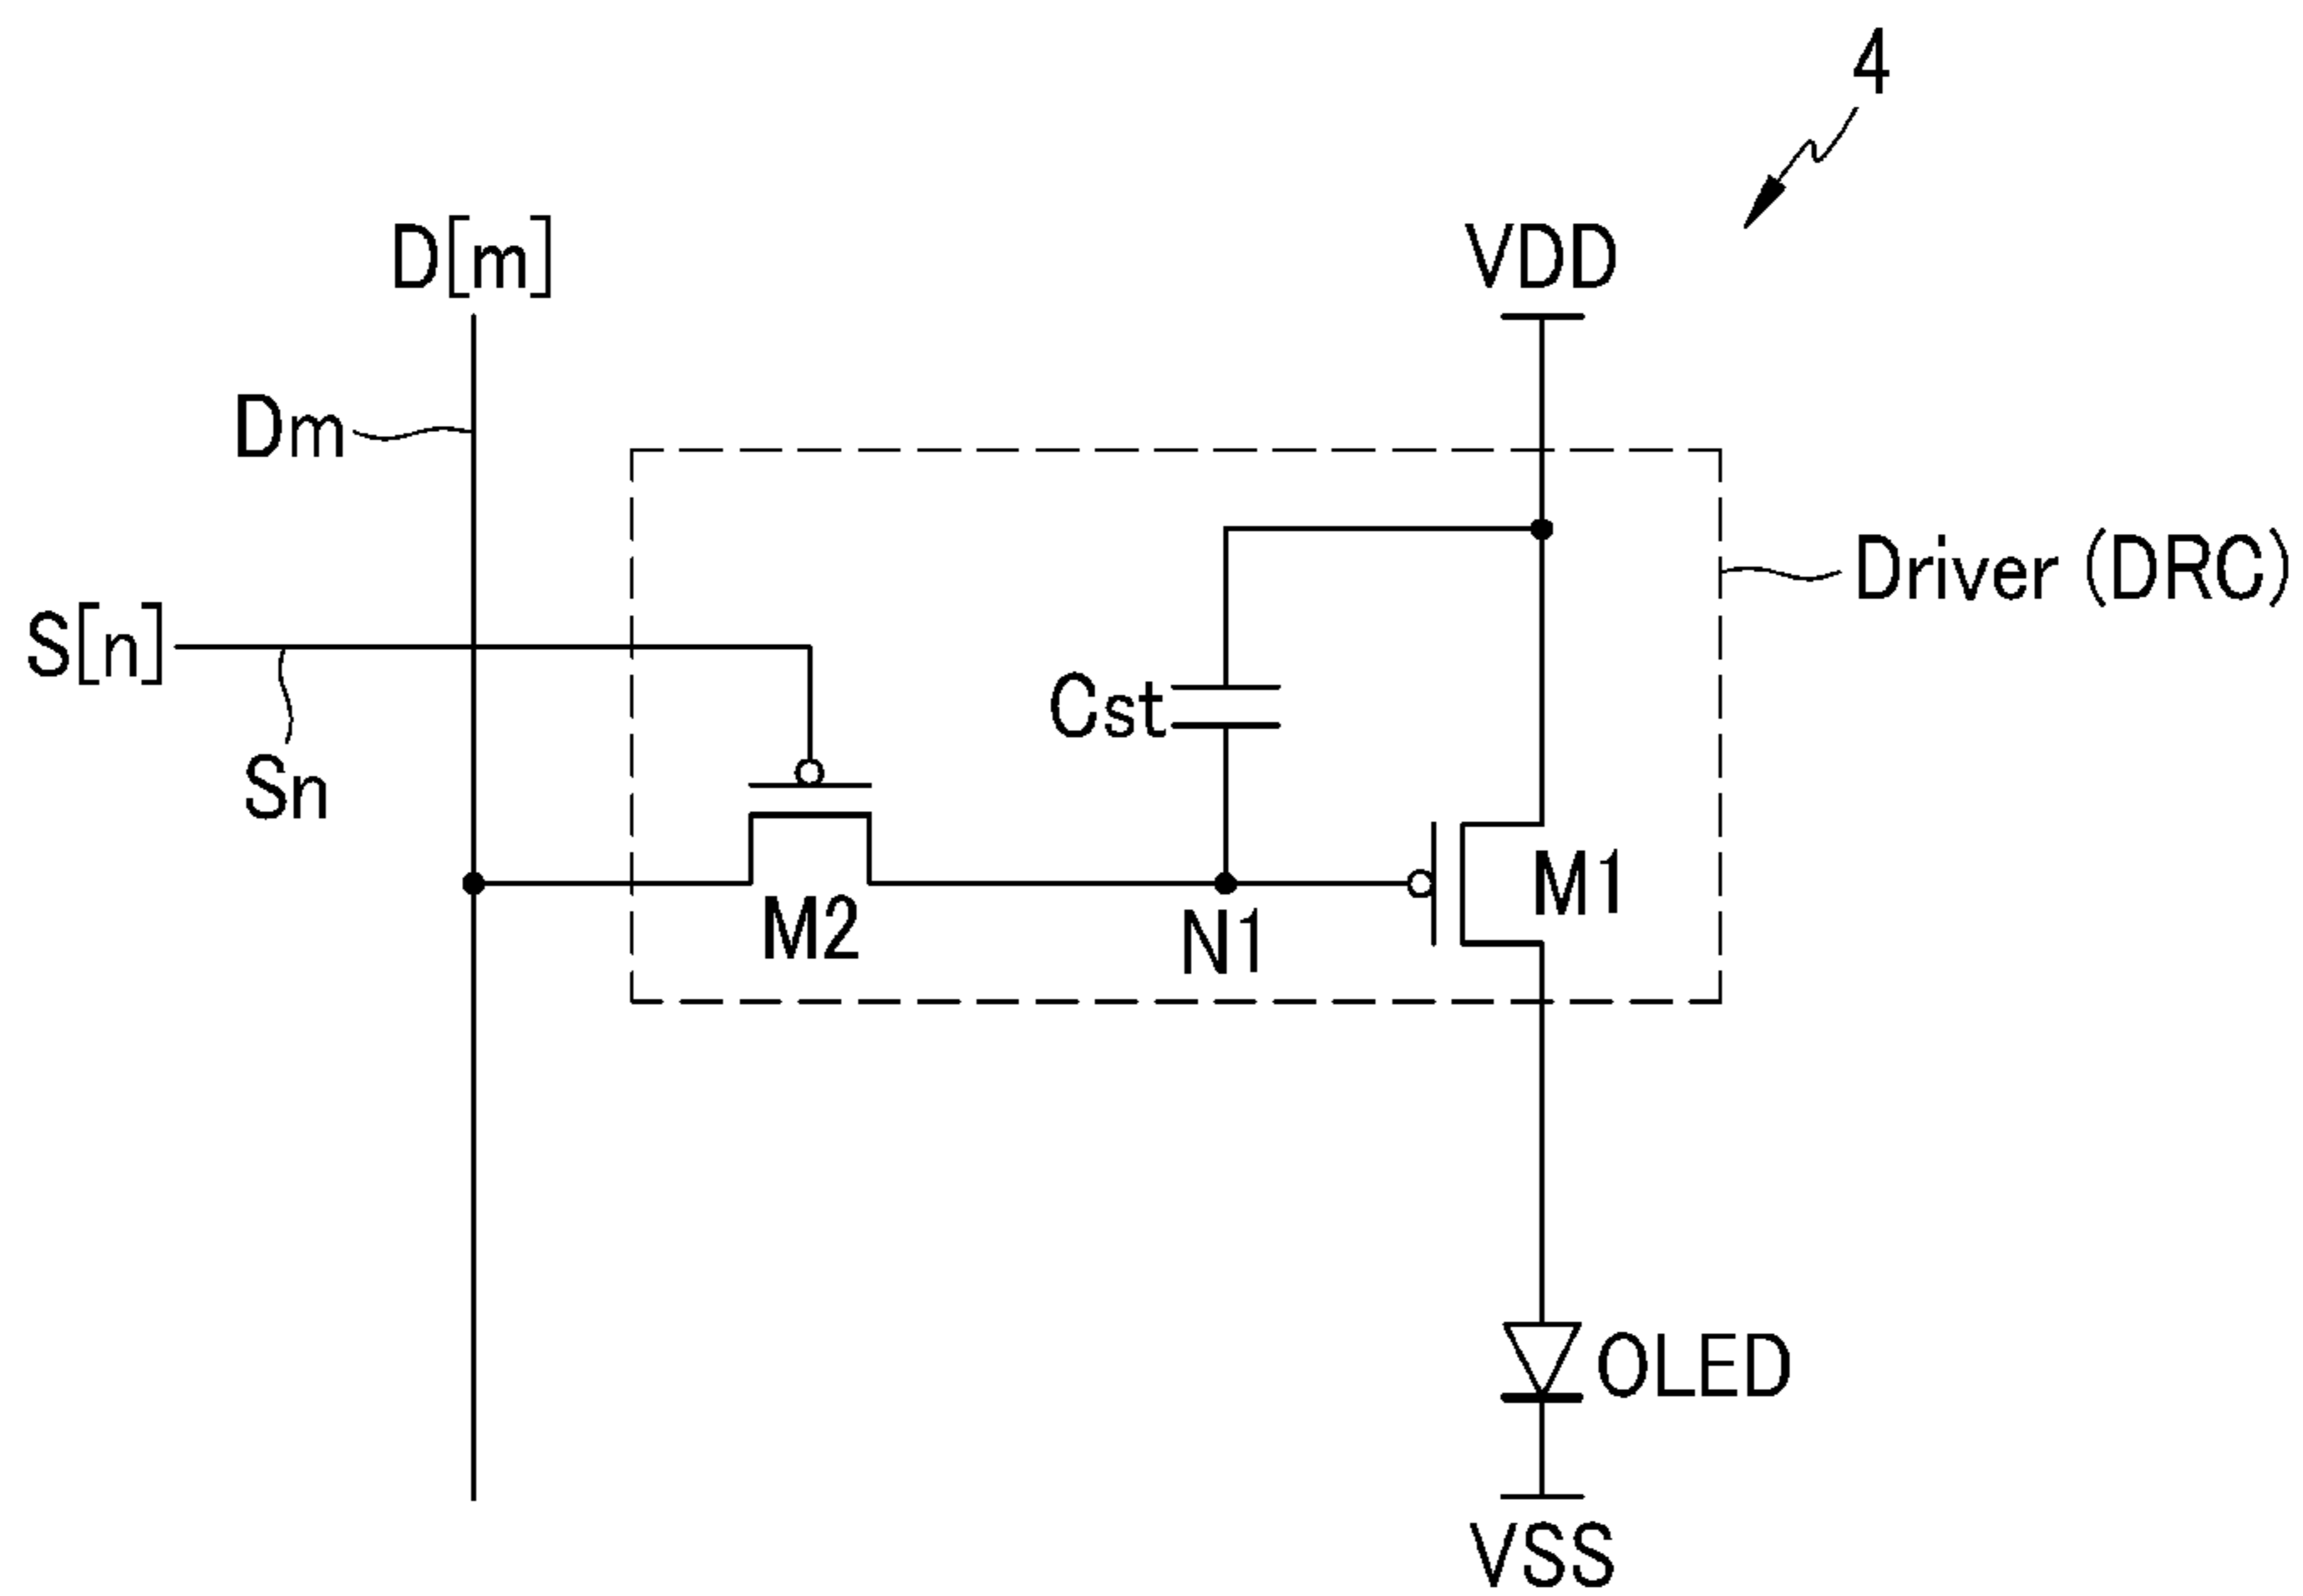 4
D[m]
VDD
Dm
Driver (DRC)
S[n]
Cst
Sn
M1
M2
N1
OLED
VSS